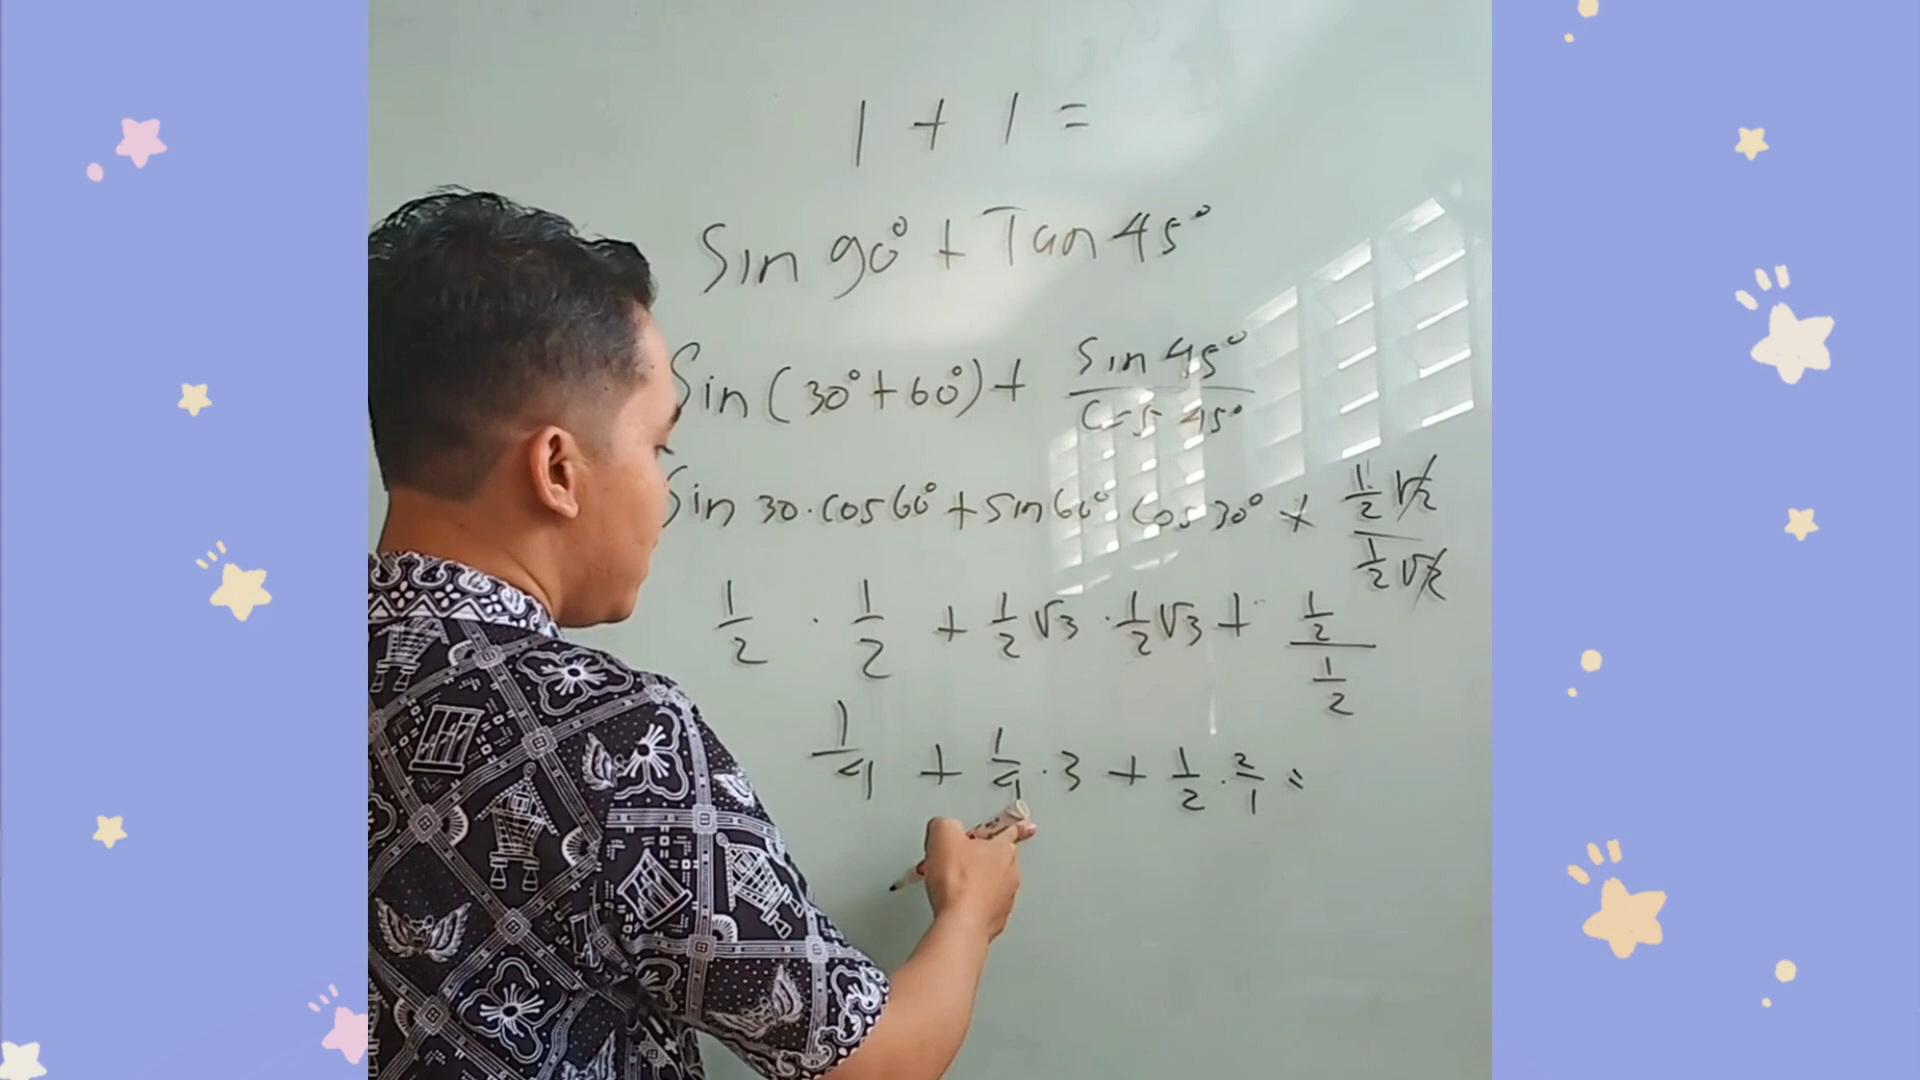 1 + 1 =
Sin 90° + Tan 45°
Sin (30° + 60°) + Sin 45° / Cos 45°
Sin 30 . Cos 60° + Sin 60° Cos 30° + 1/2 √2 / 1/2 √2
1/2 . 1/2 + 1/2 √3 . 1/2 √3 + 1/2 / 1/2
1/4 + 1/4 . 3 + 1/2 . 2/1 =